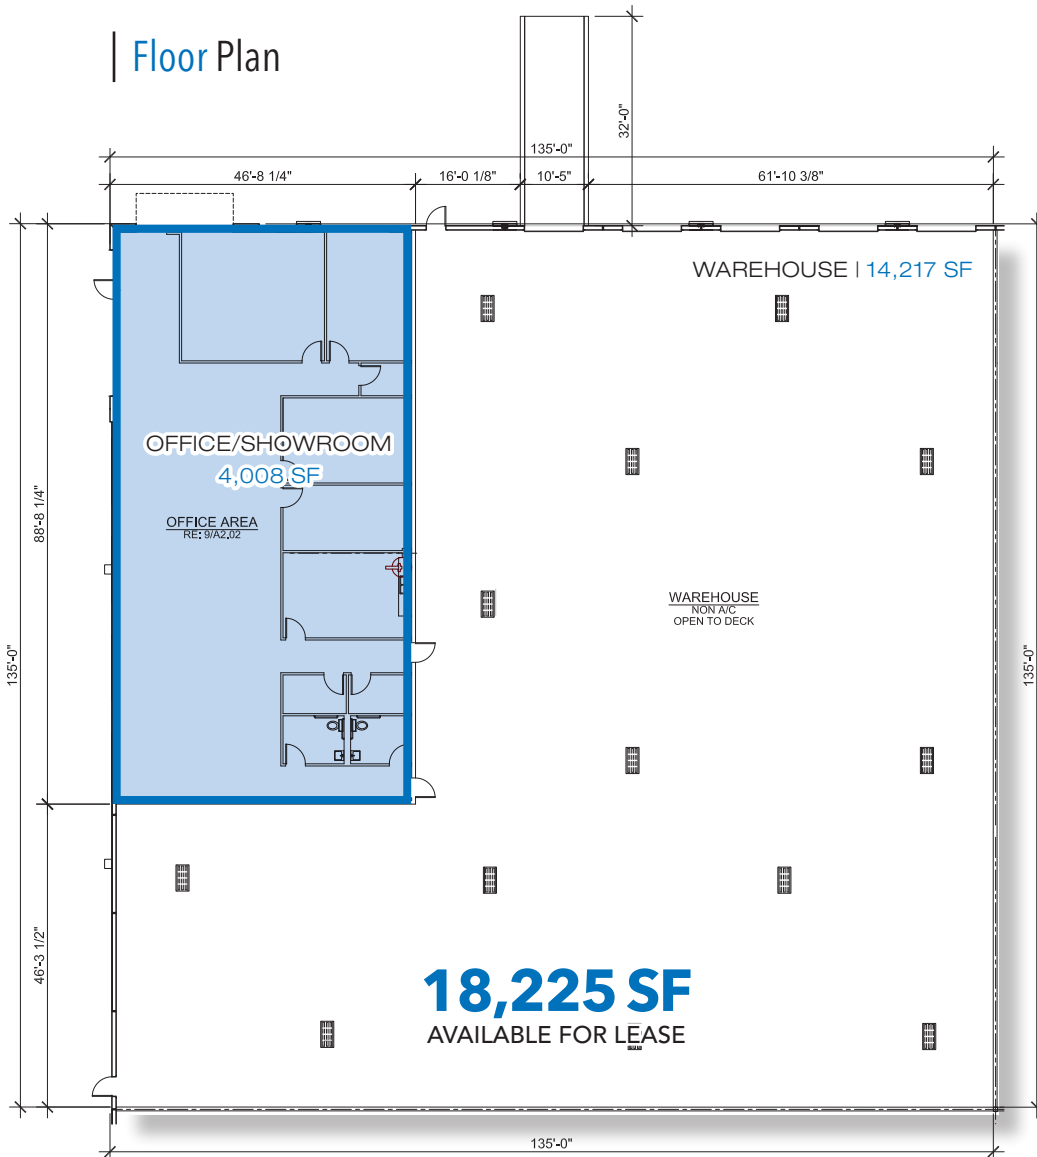 Floor Plan
32'-0"
135'-0"
46'-8 1/4"
16'-0 1/8"
10'-5"
61'-10 3/8"
WAREHOUSE | 14,217 SF
OFFICE/SHOWROOM
4,008 SF
88'-8 1/4"
OFFICE AREA
RE: 9/A2.02
WAREHOUSE
NON A/C
OPEN TO DECK
135'-0"
135'-0"
46'-3 1/2"
18,225 SF
AVAILABLE FOR LEASE
135'-0"